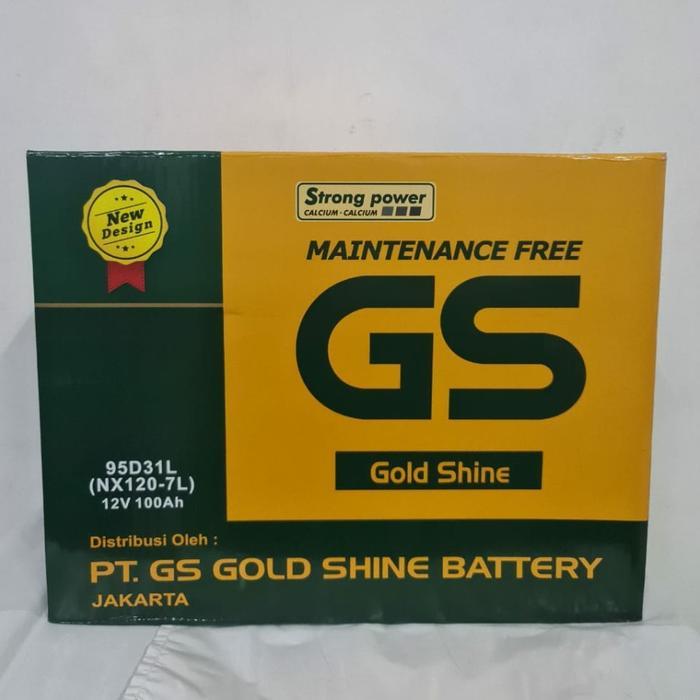 New
Design
Strong power
CALCIUM - CALCIUM
MAINTENANCE FREE
GS
Gold Shine
95D31L
(NX120-7L)
12V 100Ah
Distribusi Oleh :
PT. GS GOLD SHINE BATTERY
JAKARTA